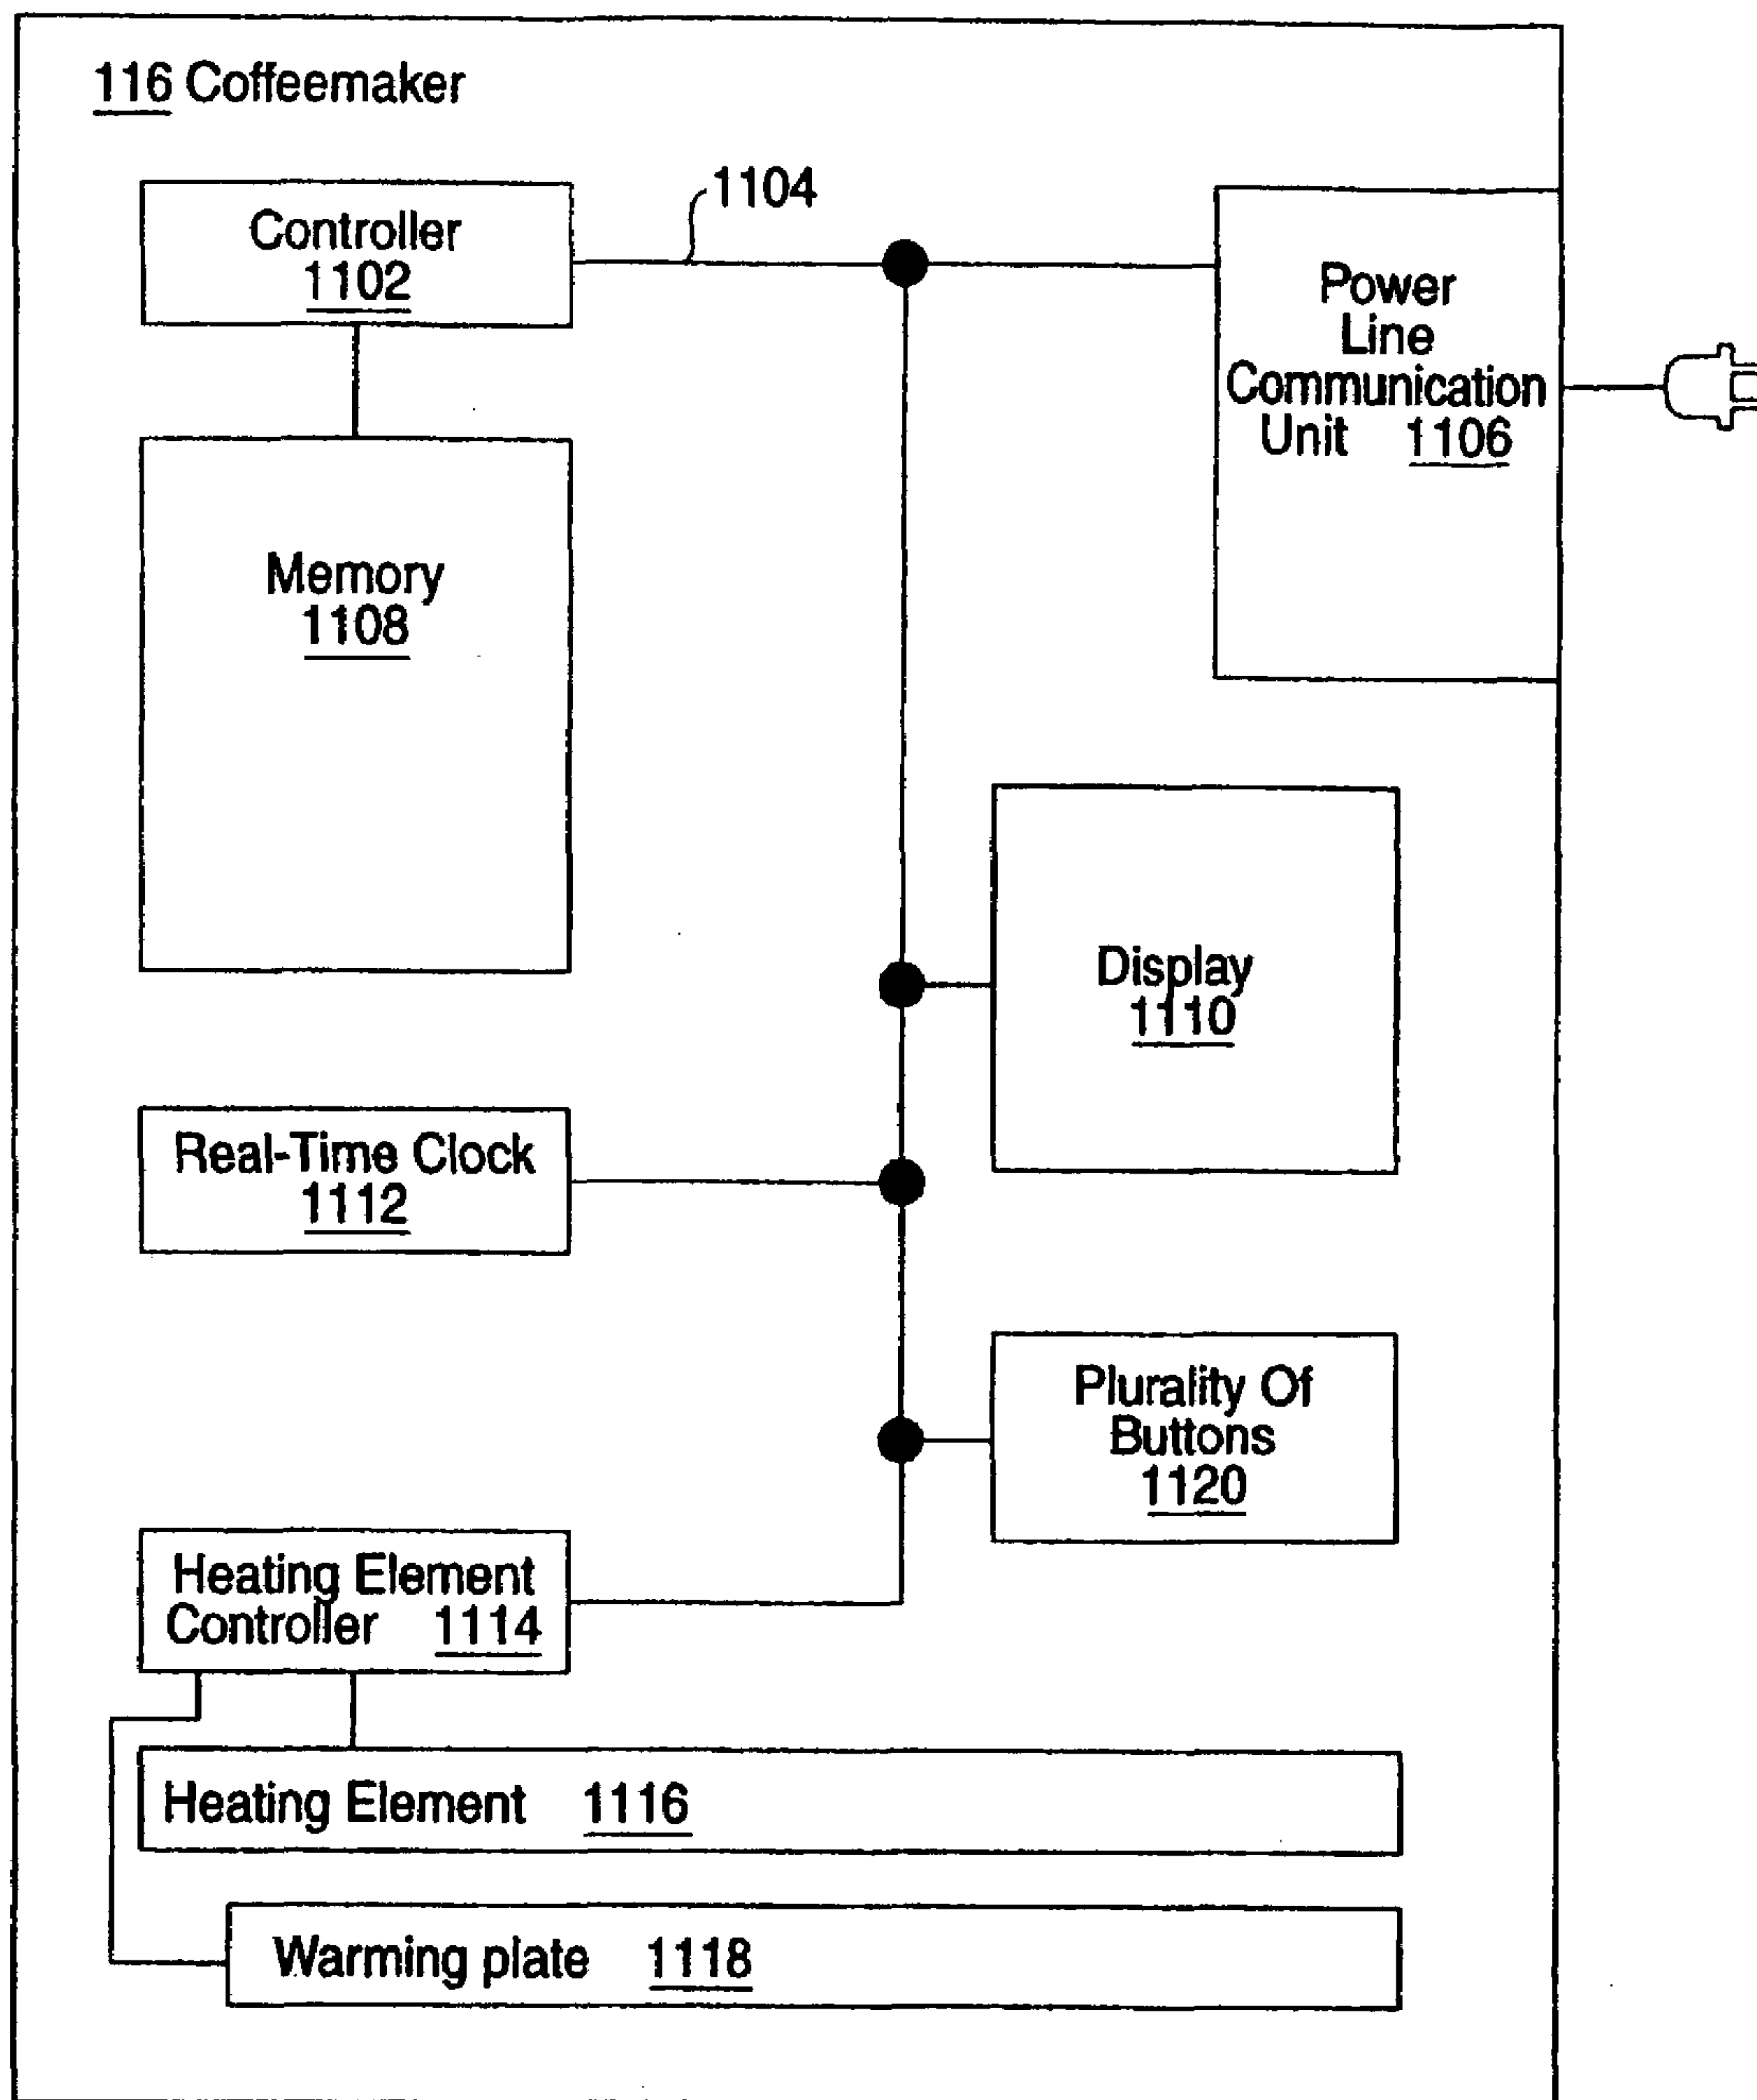 116 Coffeemaker
1104
Controller
1102
Power
Line
Communication
Unit 1106
Memory
1108
Display
1110
Real-Time Clock
1112
Plurality Of
Buttons
1120
Heating Element
Controller 1114
Heating Element 1116
Warming plate 1118